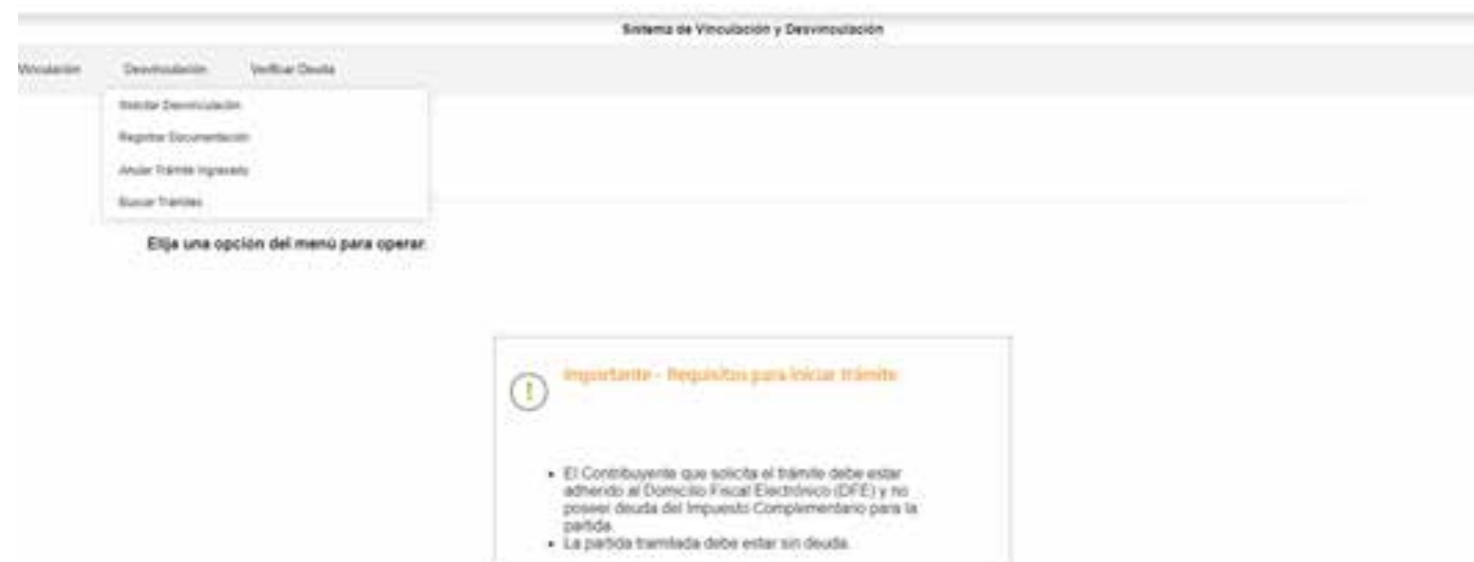 Sistema de Vinculación y Desvinculación
Vinculación Desvinculación Verificar Deuda
Solicitar Desvinculación
Registrar Documentación
Anular Trámite Ingresado
Buscar Trámites
Elija una opción del menú para operar.
Importante - Requisitos para iniciar trámite
• El Contribuyente que solicita el trámite debe estar
adherido al Domicilio Fiscal Electrónico (DFE) y no
poseer deuda del Impuesto Complementario para la
partida.
• La partida tramitada debe estar sin deuda.